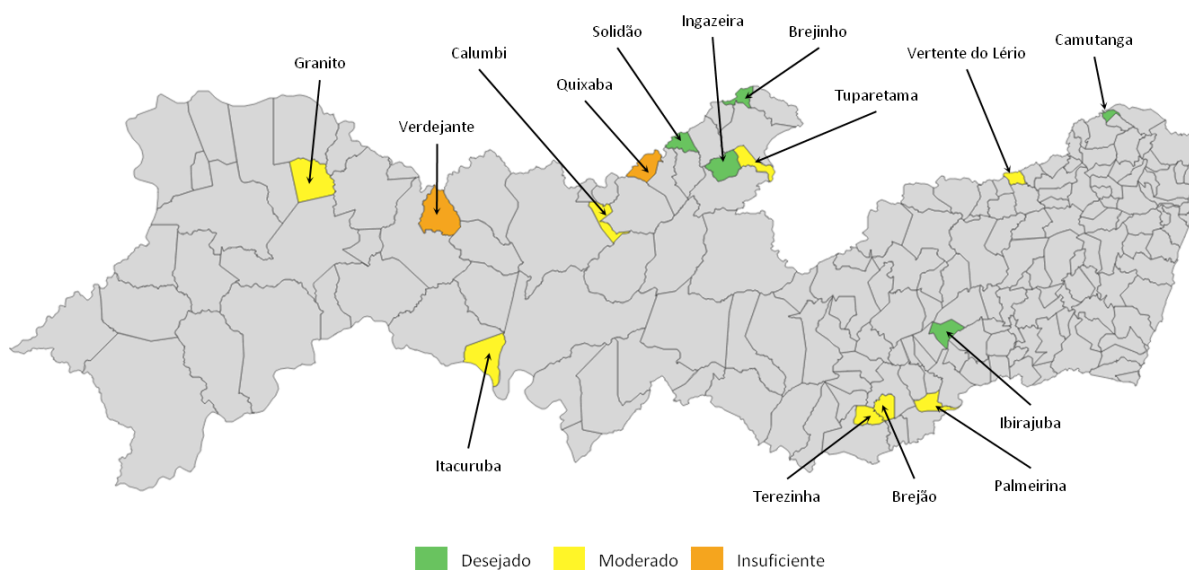 Ingazeira
Solidão
Brejinho
Camutanga
Calumbi
Vertente do Lério
Granito
Quixaba
Tuparetama
Verdejante
Ibirajuba
Itacuruba
Palmeirina
Terezinha
Brejão
Desejado
Moderado
Insuficiente